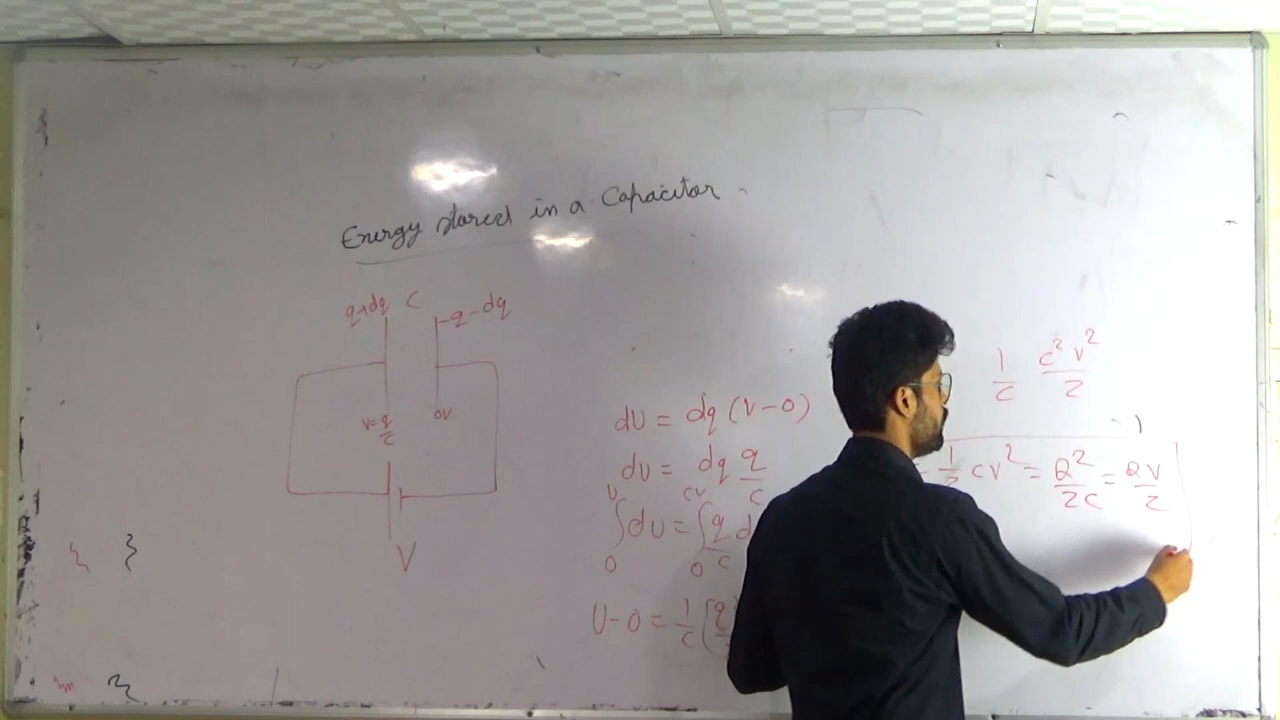 Energy stored in a Capacitor
q+dq C -q-dq
V=q/C 0V
V
dU = dq (V-0)
dU = dq q/C
U CV
∫dU = ∫q/C d
0 0
U-0 = 1/C [q
1/C C²V²/2
= 1/2 CV² = Q²/2C = QV/2